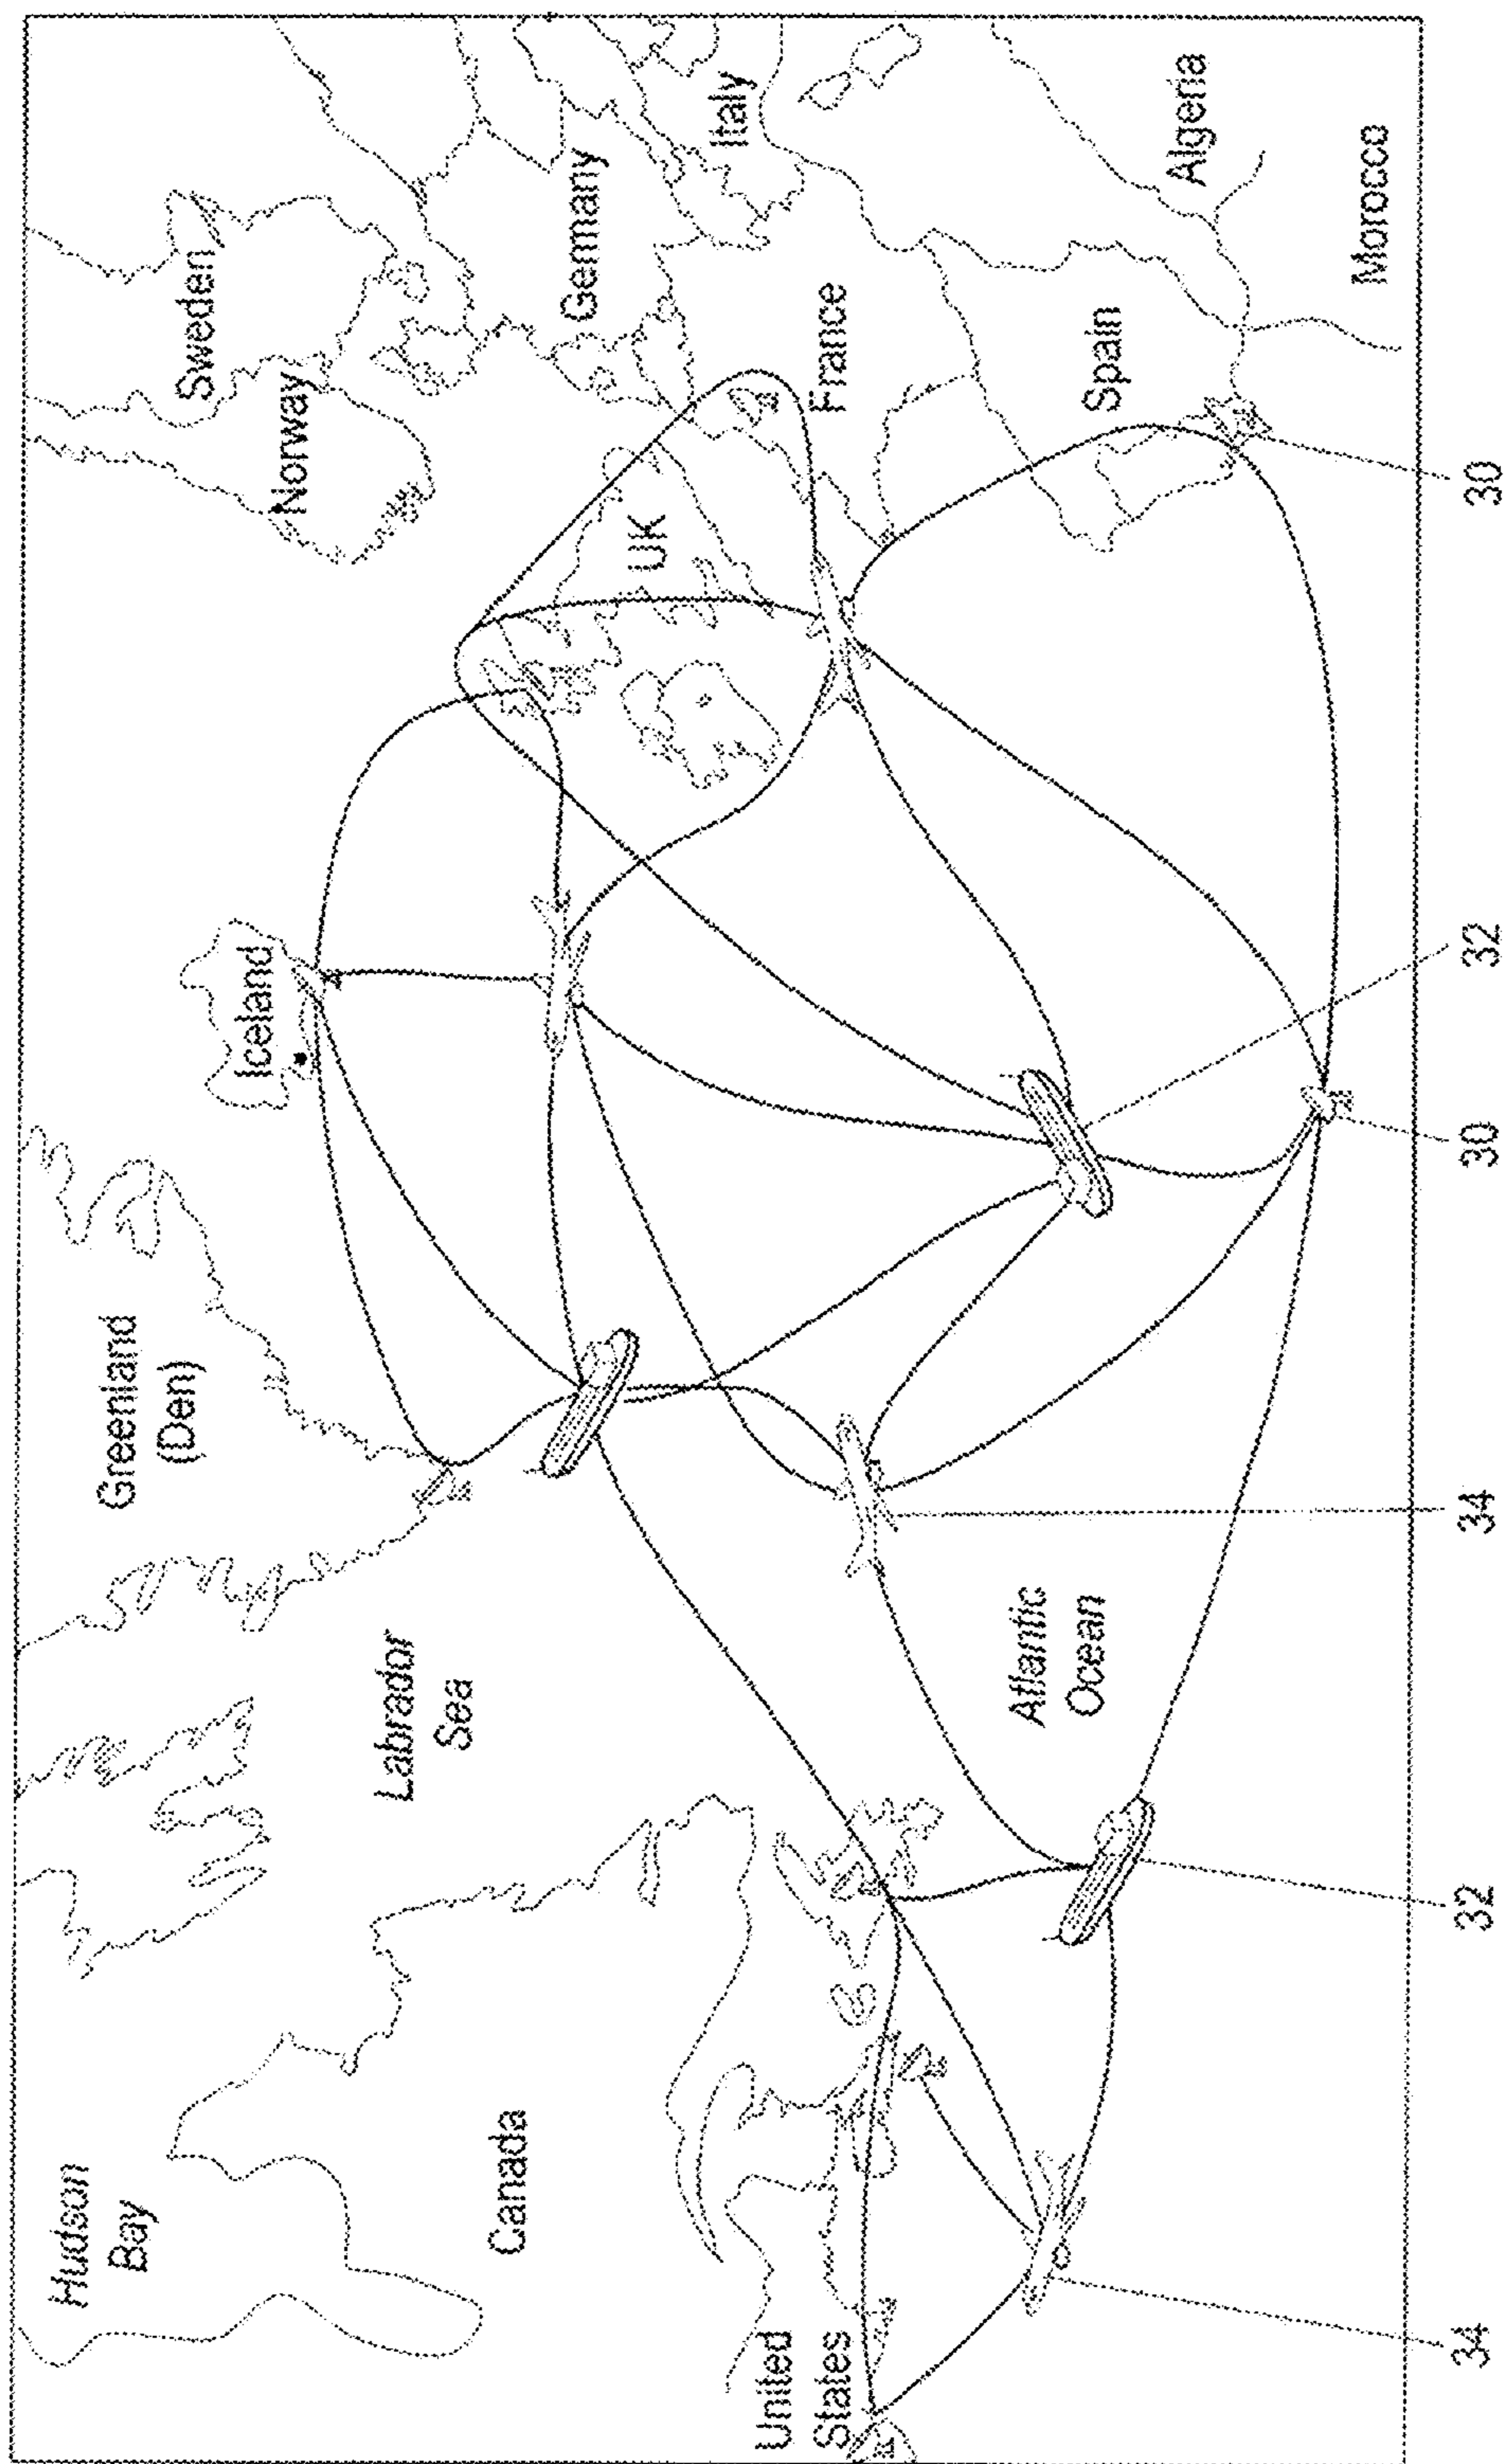 Hudson
Bay
Greenland
(Den)
Iceland
Sweden
Norway
Labrador
Sea
Canada
UK
Germany
Italy
United
States
France
Atlantic
Ocean
Spain
Algeria
Morocco
34
32
34
30
32
30